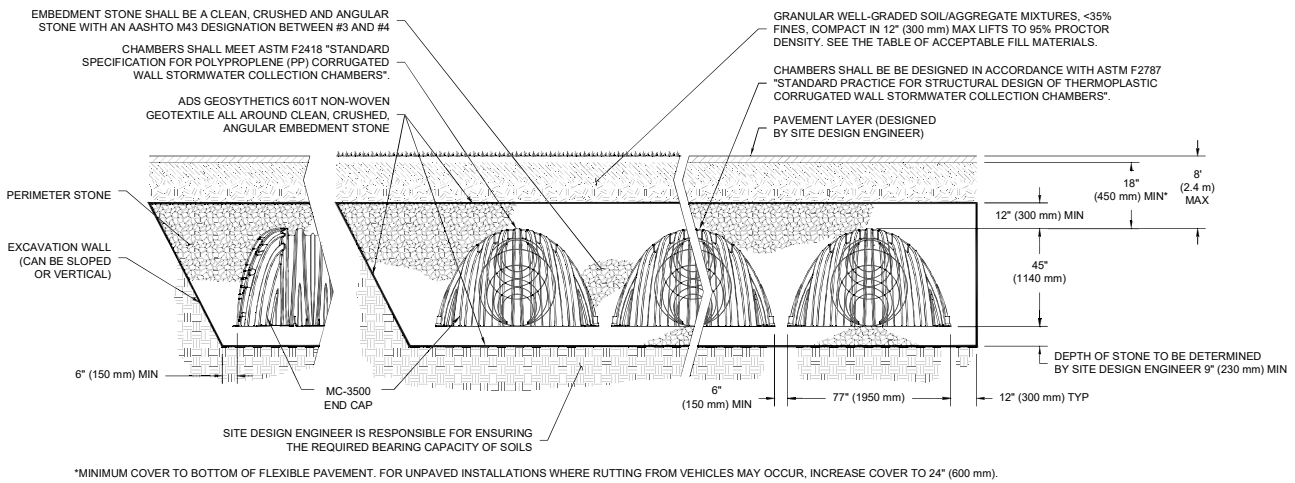 EMBEDMENT STONE SHALL BE A CLEAN, CRUSHED AND ANGULAR
STONE WITH AN AASHTO M43 DESIGNATION BETWEEN #3 AND #4
CHAMBERS SHALL MEET ASTM F2418 "STANDARD
SPECIFICATION FOR POLYPROPLENE (PP) CORRUGATED
WALL STORMWATER COLLECTION CHAMBERS".
ADS GEOSYTHETICS 601T NON-WOVEN
GEOTEXTILE ALL AROUND CLEAN, CRUSHED,
ANGULAR EMBEDMENT STONE
GRANULAR WELL-GRADED SOIL/AGGREGATE MIXTURES, <35%
FINES, COMPACT IN 12" (300 mm) MAX LIFTS TO 95% PROCTOR
DENSITY. SEE THE TABLE OF ACCEPTABLE FILL MATERIALS.
CHAMBERS SHALL BE BE DESIGNED IN ACCORDANCE WITH ASTM F2787
"STANDARD PRACTICE FOR STRUCTURAL DESIGN OF THERMOPLASTIC
CORRUGATED WALL STORMWATER COLLECTION CHAMBERS".
PAVEMENT LAYER (DESIGNED
BY SITE DESIGN ENGINEER)
PERIMETER STONE
EXCAVATION WALL
(CAN BE SLOPED
OR VERTICAL)
18"
(450 mm) MIN*
8'
(2.4 m)
MAX
12" (300 mm) MIN
45"
(1140 mm)
DEPTH OF STONE TO BE DETERMINED
BY SITE DESIGN ENGINEER 9" (230 mm) MIN
6" (150 mm) MIN
MC-3500
END CAP
6"
(150 mm) MIN
77" (1950 mm)
12" (300 mm) TYP
SITE DESIGN ENGINEER IS RESPONSIBLE FOR ENSURING
THE REQUIRED BEARING CAPACITY OF SOILS
*MINIMUM COVER TO BOTTOM OF FLEXIBLE PAVEMENT. FOR UNPAVED INSTALLATIONS WHERE RUTTING FROM VEHICLES MAY OCCUR, INCREASE COVER TO 24" (600 mm).